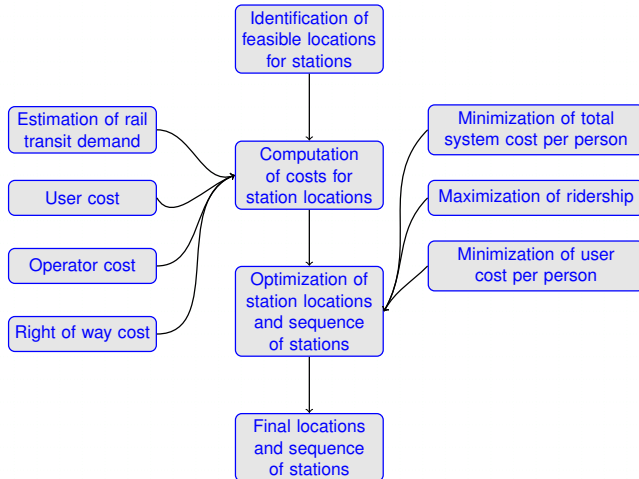 Identification of
feasible locations
for stations
Estimation of rail
transit demand
User cost
Operator cost
Right of way cost
Computation
of costs for
station locations
Optimization of
station locations
and sequence
of stations
Final locations
and sequence
of stations
Minimization of total
system cost per person
Maximization of ridership
Minimization of user
cost per person